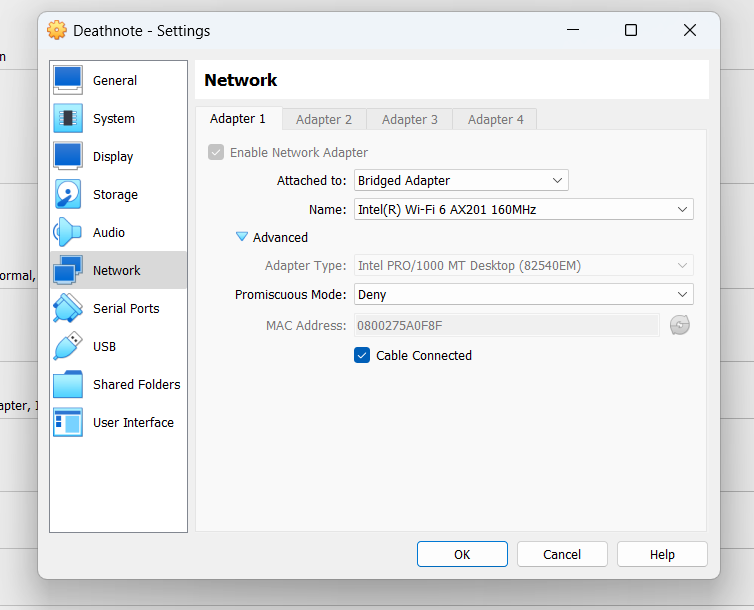 Deathnote - Settings
n
General
System
Display
Storage
Audio
Network
Serial Ports
USB
Shared Folders
User Interface
ormal,
apter, I
Network
Adapter 1 Adapter 2 Adapter 3 Adapter 4
Enable Network Adapter
Attached to: Bridged Adapter
Name: Intel(R) Wi-Fi 6 AX201 160MHz
Advanced
Adapter Type: Intel PRO/1000 MT Desktop (82540EM)
Promiscuous Mode: Deny
MAC Address: 0800275A0F8F
Cable Connected
OK Cancel Help